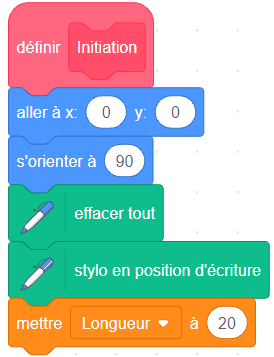 définir Initiation
aller à x: 0 y: 0
s'orienter à 90
effacer tout
stylo en position d'écriture
mettre Longueur à 20